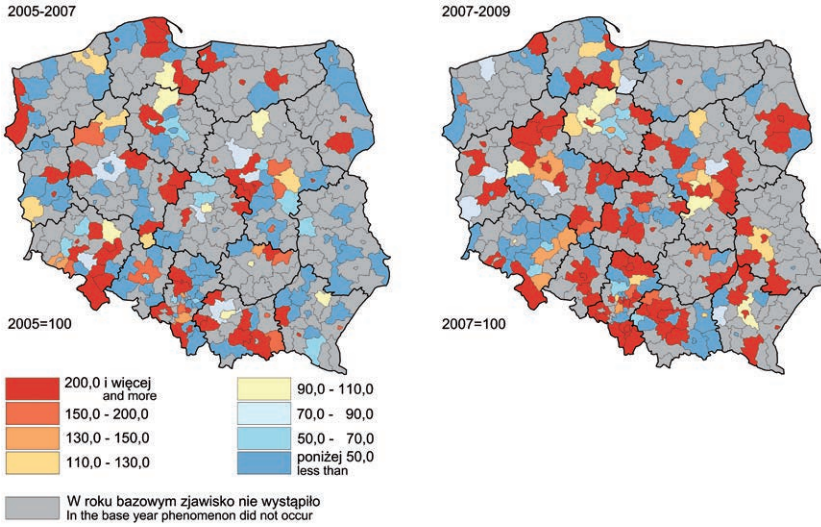 2005-2007
2007-2009
2005=100
2007=100
200,0 i więcej
and more
150,0 - 200,0
130,0 - 150,0
110,0 - 130,0
90,0 - 110,0
70,0 - 90,0
50,0 - 70,0
poniżej 50,0
less than
W roku bazowym zjawisko nie wystąpiło
In the base year phenomenon did not occur